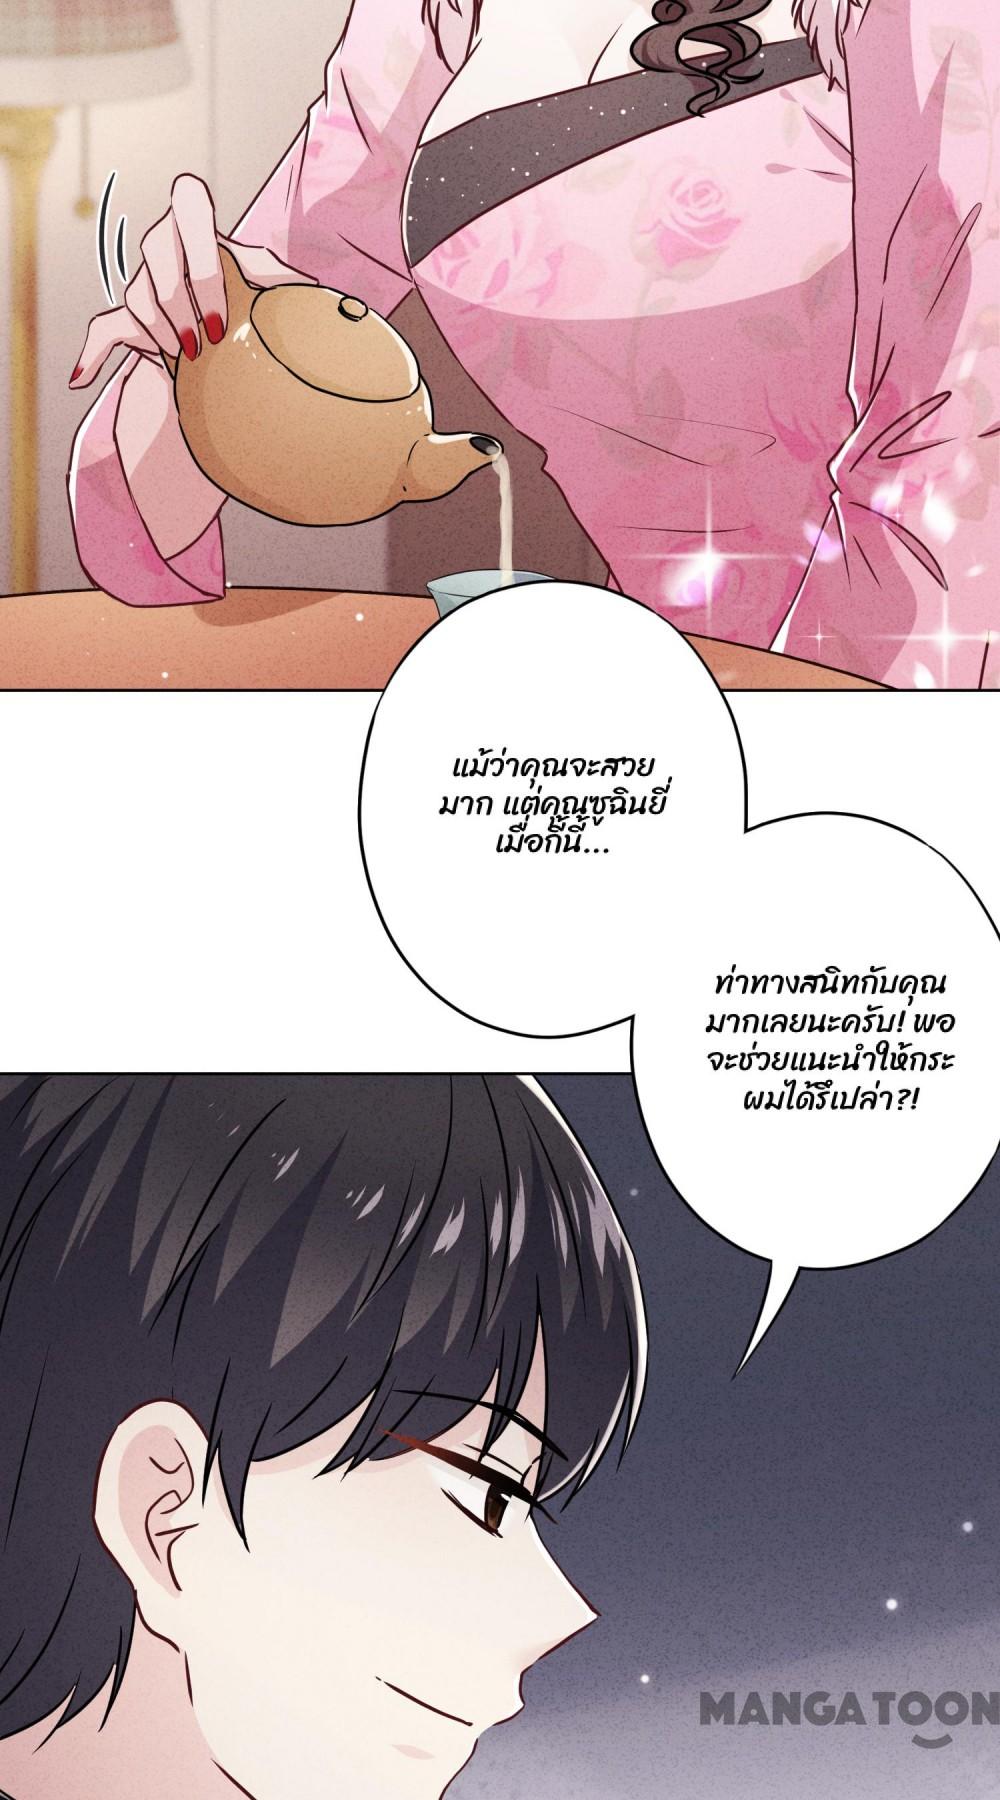 แม้ว่าคุณจะสวย
มาก แต่คุณซูฉินยี่
เมื่อกี้นี้...
ท่าทางสนิทกับคุณ
มากเลยนะครับ! พอ
จะช่วยแนะนำให้กระ
ผมได้รึเปล่า?!
MANGATOON